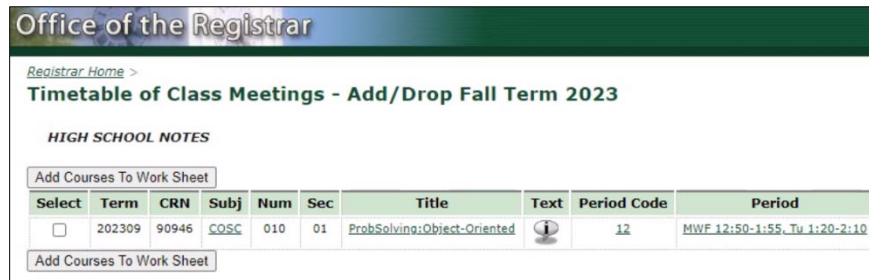 Office of the Registrar
Registrar Home >
Timetable of Class Meetings - Add/Drop Fall Term 2023
HIGH SCHOOL NOTES
Add Courses To Work Sheet
Select Term CRN Subj Num Sec Title Text Period Code Period
202309 90946 COSC 010 01 ProbSolving:Object-Oriented i 12 MWF 12:50-1:55, Tu 1:20-2:10
Add Courses To Work Sheet